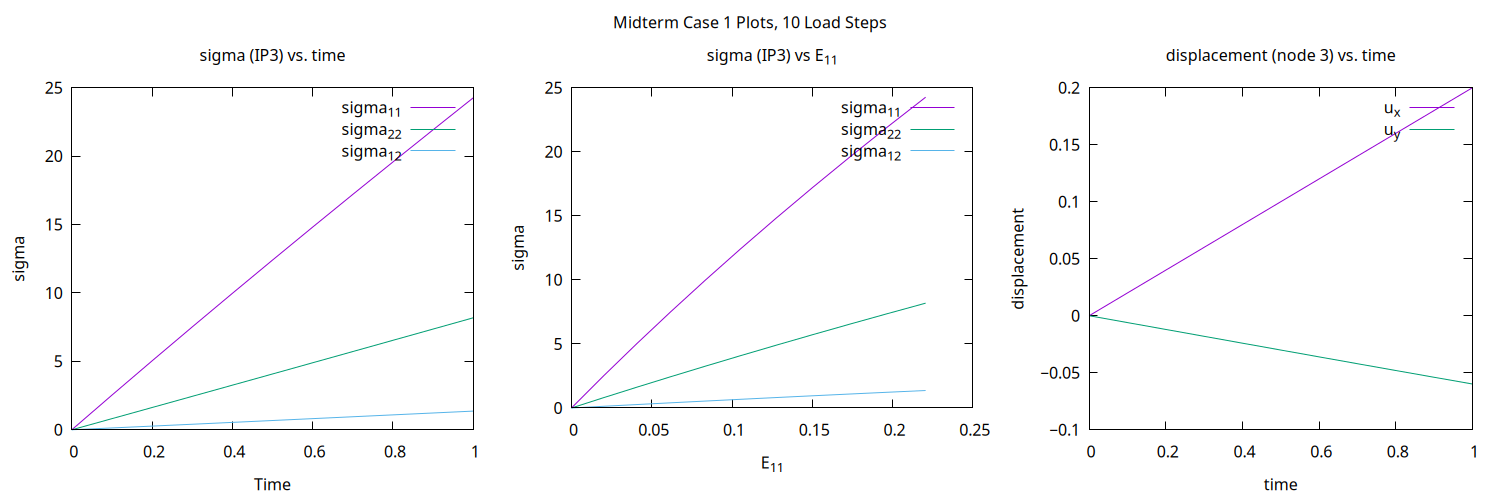 Midterm Case 1 Plots, 10 Load Steps
sigma (IP3) vs. time
25
20
15
10
5
0
sigma
sigma₁₁
sigma₂₂
sigma₁₂
0 0.2 0.4 0.6 0.8 1
Time
sigma (IP3) vs E₁₁
25
20
15
10
5
0
sigma
sigma₁₁
sigma₂₂
sigma₁₂
0 0.05 0.1 0.15 0.2 0.25
E₁₁
displacement (node 3) vs. time
0.2
0.15
0.1
0.05
0
−0.05
−0.1
displacement
uₓ
u_y
0 0.2 0.4 0.6 0.8 1
time